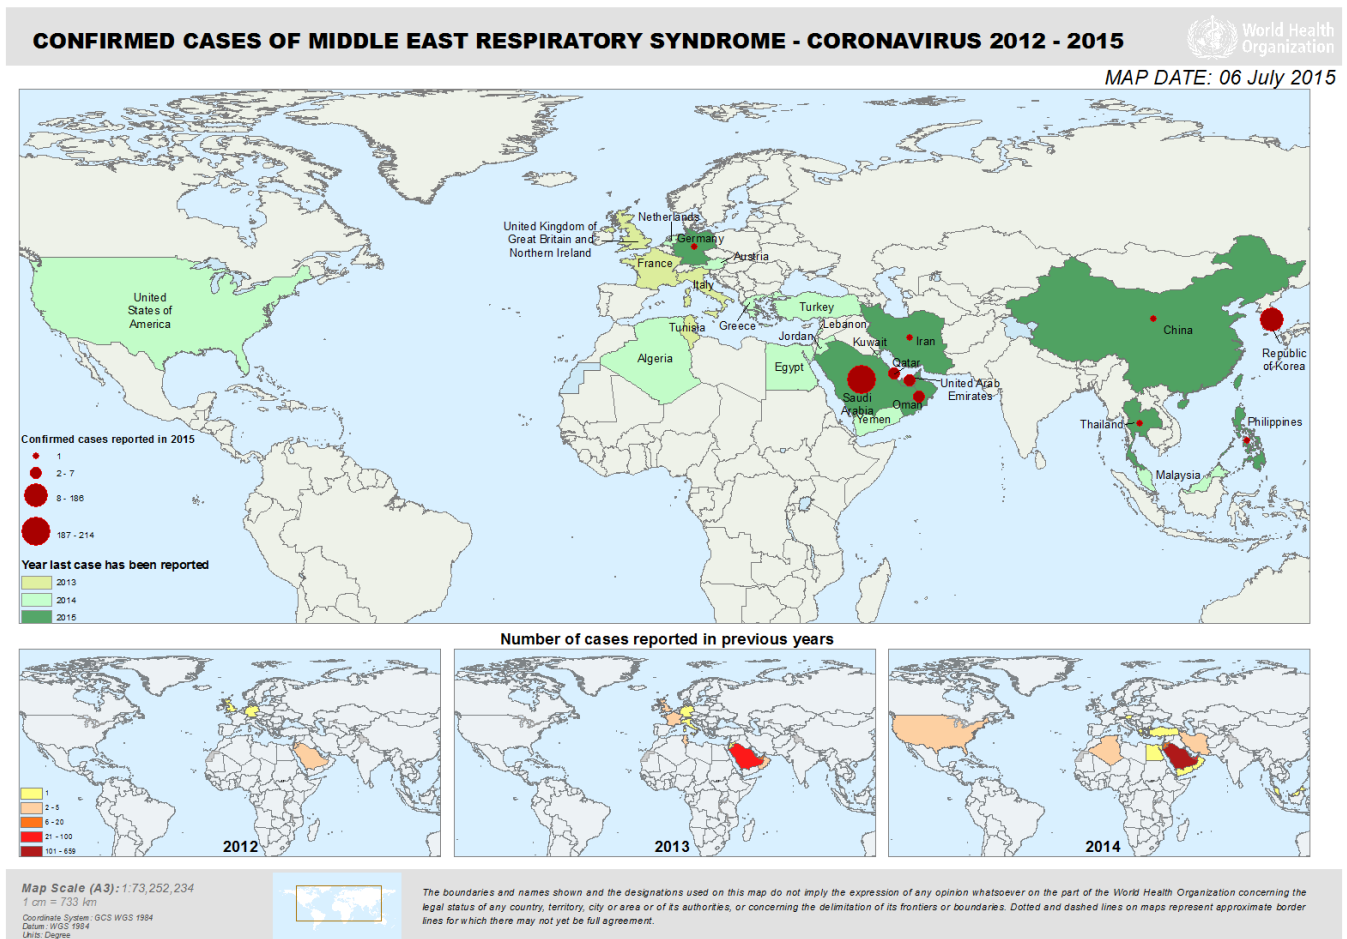 CONFIRMED CASES OF MIDDLE EAST RESPIRATORY SYNDROME - CORONAVIRUS 2012 - 2015
World Health
Organization
MAP DATE: 06 July 2015
United Kingdom of
Great Britain and
Northern Ireland
Netherlands
Germany
Austria
France
Italy
United
States of
America
Turkey
Tunisia
Greece
Lebanon
Jordan
Kuwait
Iran
China
Algeria
Egypt
Qatar
Republic
of Korea
United Arab
Emirates
Saudi
Arabia
Oman
Yemen
Thailand
Philippines
Malaysia
Confirmed cases reported in 2015
1
2 - 7
8 - 186
187 - 214
Year last case has been reported
2013
2014
2015
Number of cases reported in previous years
1
2 - 5
6 - 20
21 - 100
101 - 659
2012
2013
2014
Map Scale (A3): 1:73,252,234
1 cm = 733 km
Coordinate System: GCS WGS 1984
Datum: WGS 1984
Units: Degree
The boundaries and names shown and the designations used on this map do not imply the expression of any opinion whatsoever on the part of the World Health Organization concerning the
legal status of any country, territory, city or area or of its authorities, or concerning the delimitation of its frontiers or boundaries. Dotted and dashed lines on maps represent approximate border
lines for which there may not yet be full agreement.